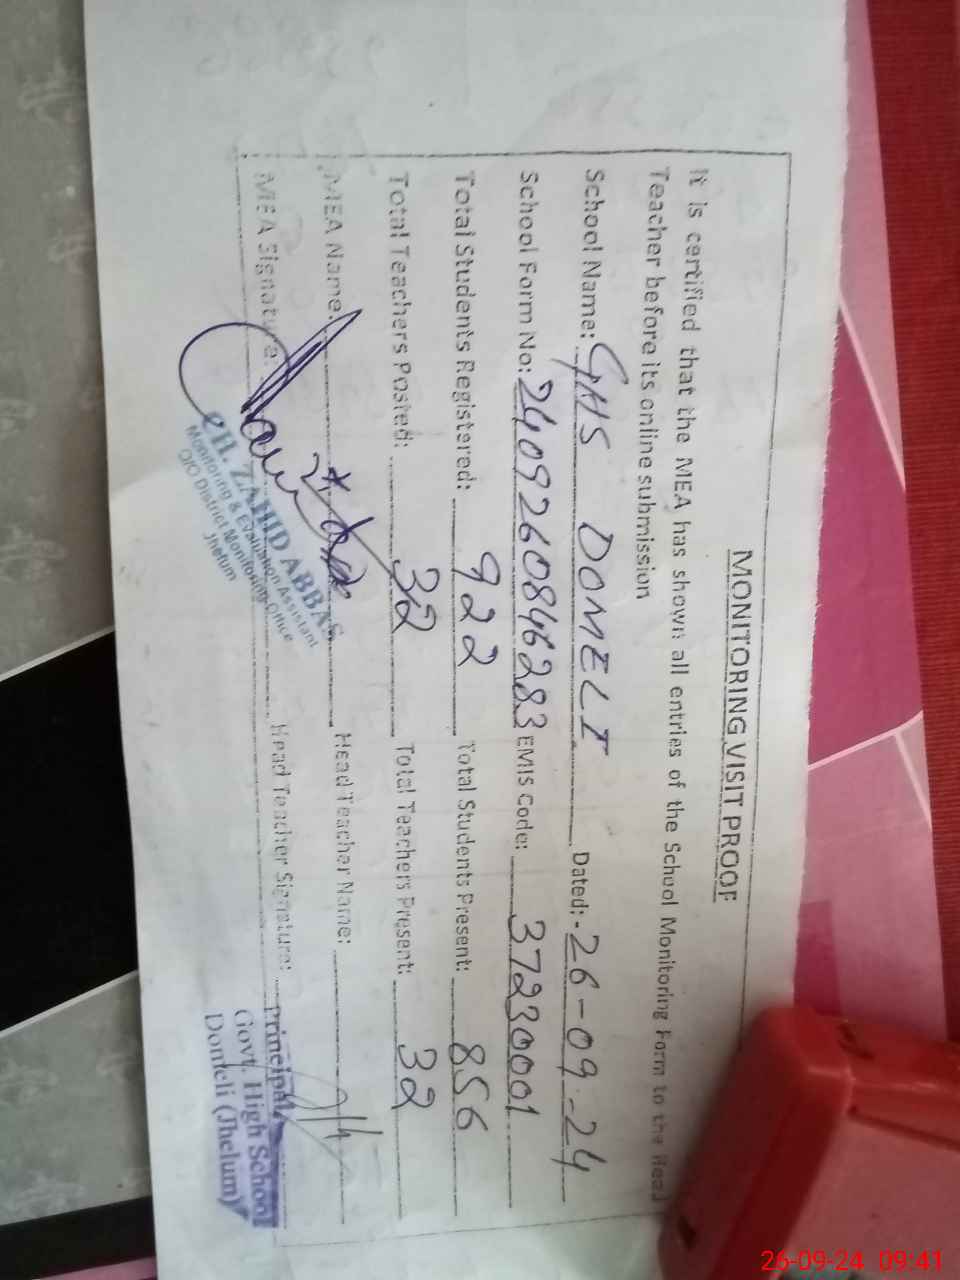 MONITORING VISIT PROOF
It is certified that the MEA has shown all entries of the School Monitoring Form to the Head
Teacher before its online submission
School Name: GHS DOMELI Dated: -26-09-24
School Form No: 24092608446283 EMIS Code: 37230001
Total Students Registered: 922 Total Students Present: 856
Total Teachers Posted: 32 Total Teachers Present: 32
MEA Name: Head Teacher Name:
MEA Signature: Head Teacher Signature:
CH. ZAHID ABBAS
Monitoring & Evaluation Assistant
O/O District Monitoring Office
Jhelum
Principal
Govt. High School
Domeli (Jhelum)
26-09-24 09:41